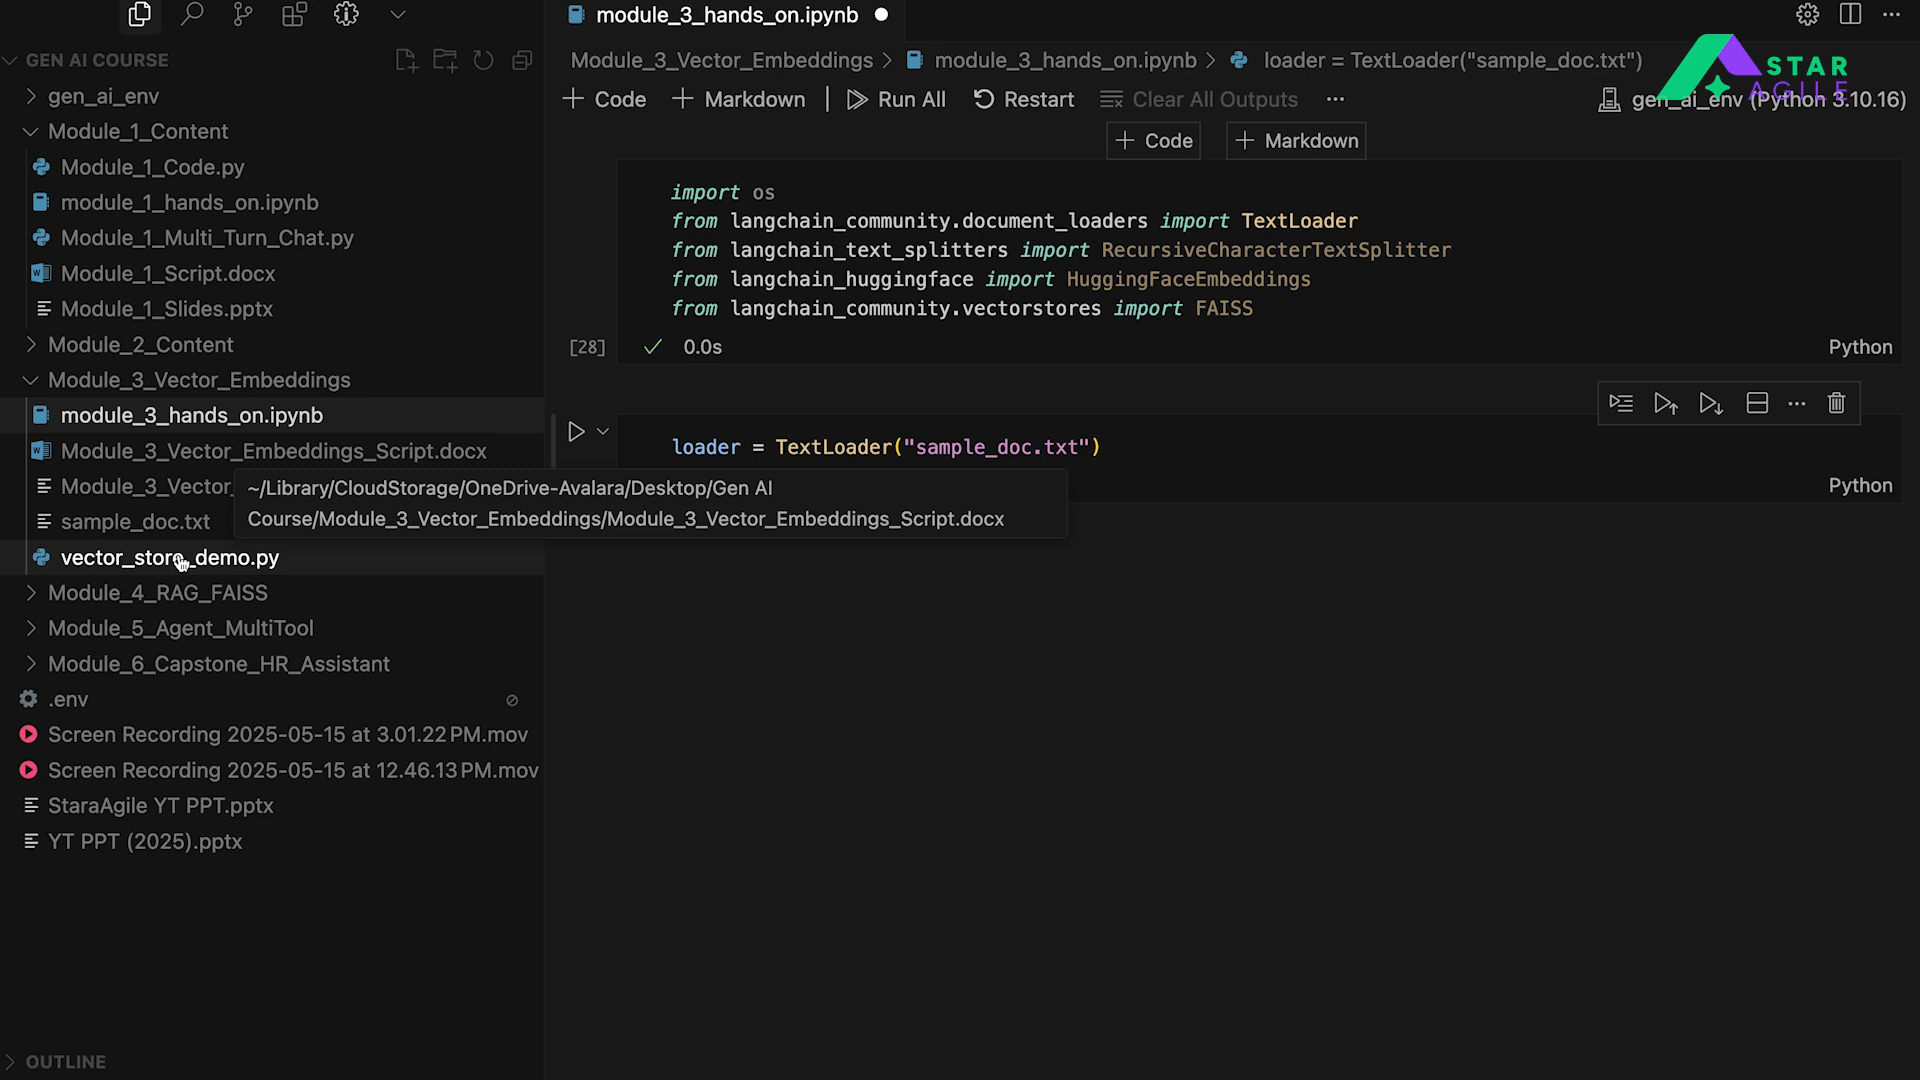 module_3_hands_on.ipynb
GEN AI COURSE
Module_3_Vector_Embeddings > module_3_hands_on.ipynb > loader = TextLoader("sample_doc.txt")
STAR
AGILE
gen_ai_env
+ Code + Markdown | Run All Restart Clear All Outputs ...
gen_ai_env (Python 3.10.16)
Module_1_Content
+ Code + Markdown
Module_1_Code.py
module_1_hands_on.ipynb
Module_1_Multi_Turn_Chat.py
Module_1_Script.docx
Module_1_Slides.pptx
Module_2_Content
Module_3_Vector_Embeddings
module_3_hands_on.ipynb
Module_3_Vector_Embeddings_Script.docx
Module_3_Vector
sample_doc.txt
vector_store_demo.py
Module_4_RAG_FAISS
Module_5_Agent_MultiTool
Module_6_Capstone_HR_Assistant
.env
Screen Recording 2025-05-15 at 3.01.22 PM.mov
Screen Recording 2025-05-15 at 12.46.13 PM.mov
StaraAgile YT PPT.pptx
YT PPT (2025).pptx
OUTLINE
import os
from langchain_community.document_loaders import TextLoader
from langchain_text_splitters import RecursiveCharacterTextSplitter
from langchain_huggingface import HuggingFaceEmbeddings
from langchain_community.vectorstores import FAISS
[28] 0.0s Python
loader = TextLoader("sample_doc.txt")
Python
~/Library/CloudStorage/OneDrive-Avalara/Desktop/Gen AI
Course/Module_3_Vector_Embeddings/Module_3_Vector_Embeddings_Script.docx